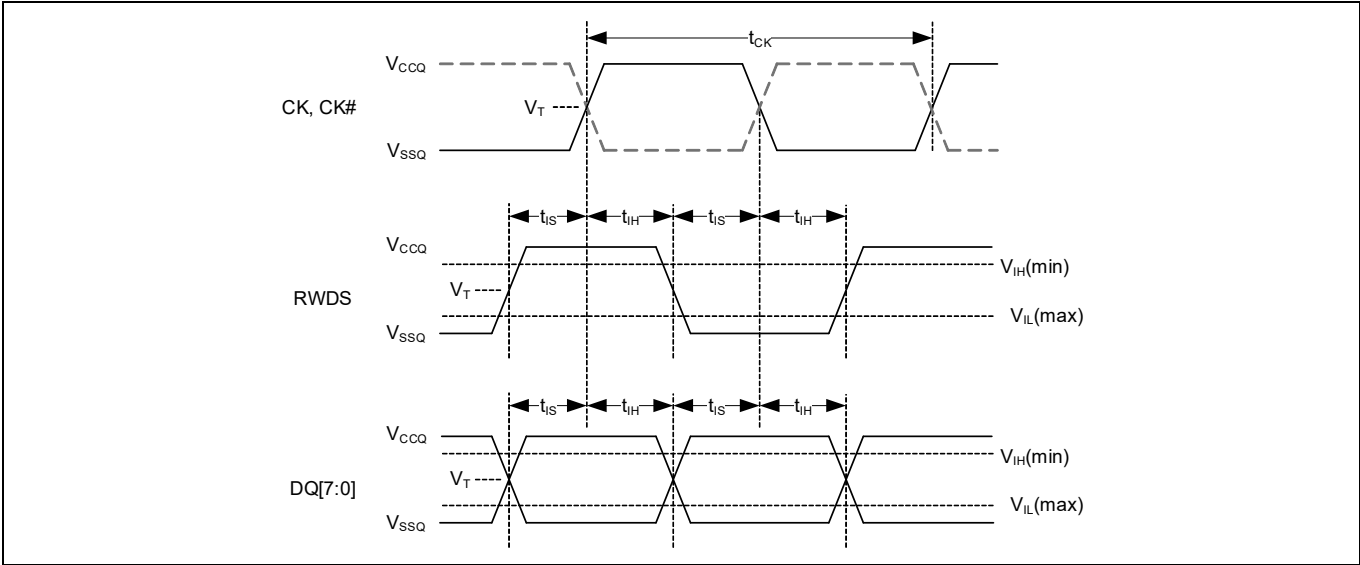 tCK
VCCQ
CK, CK#
VT
VSSQ
tIS tIH tIS tIH
VCCQ
VIH(min)
VT
RWDS
VIL(max)
VSSQ
tIS tIH tIS tIH
VCCQ
VIH(min)
VT
DQ[7:0]
VIL(max)
VSSQ